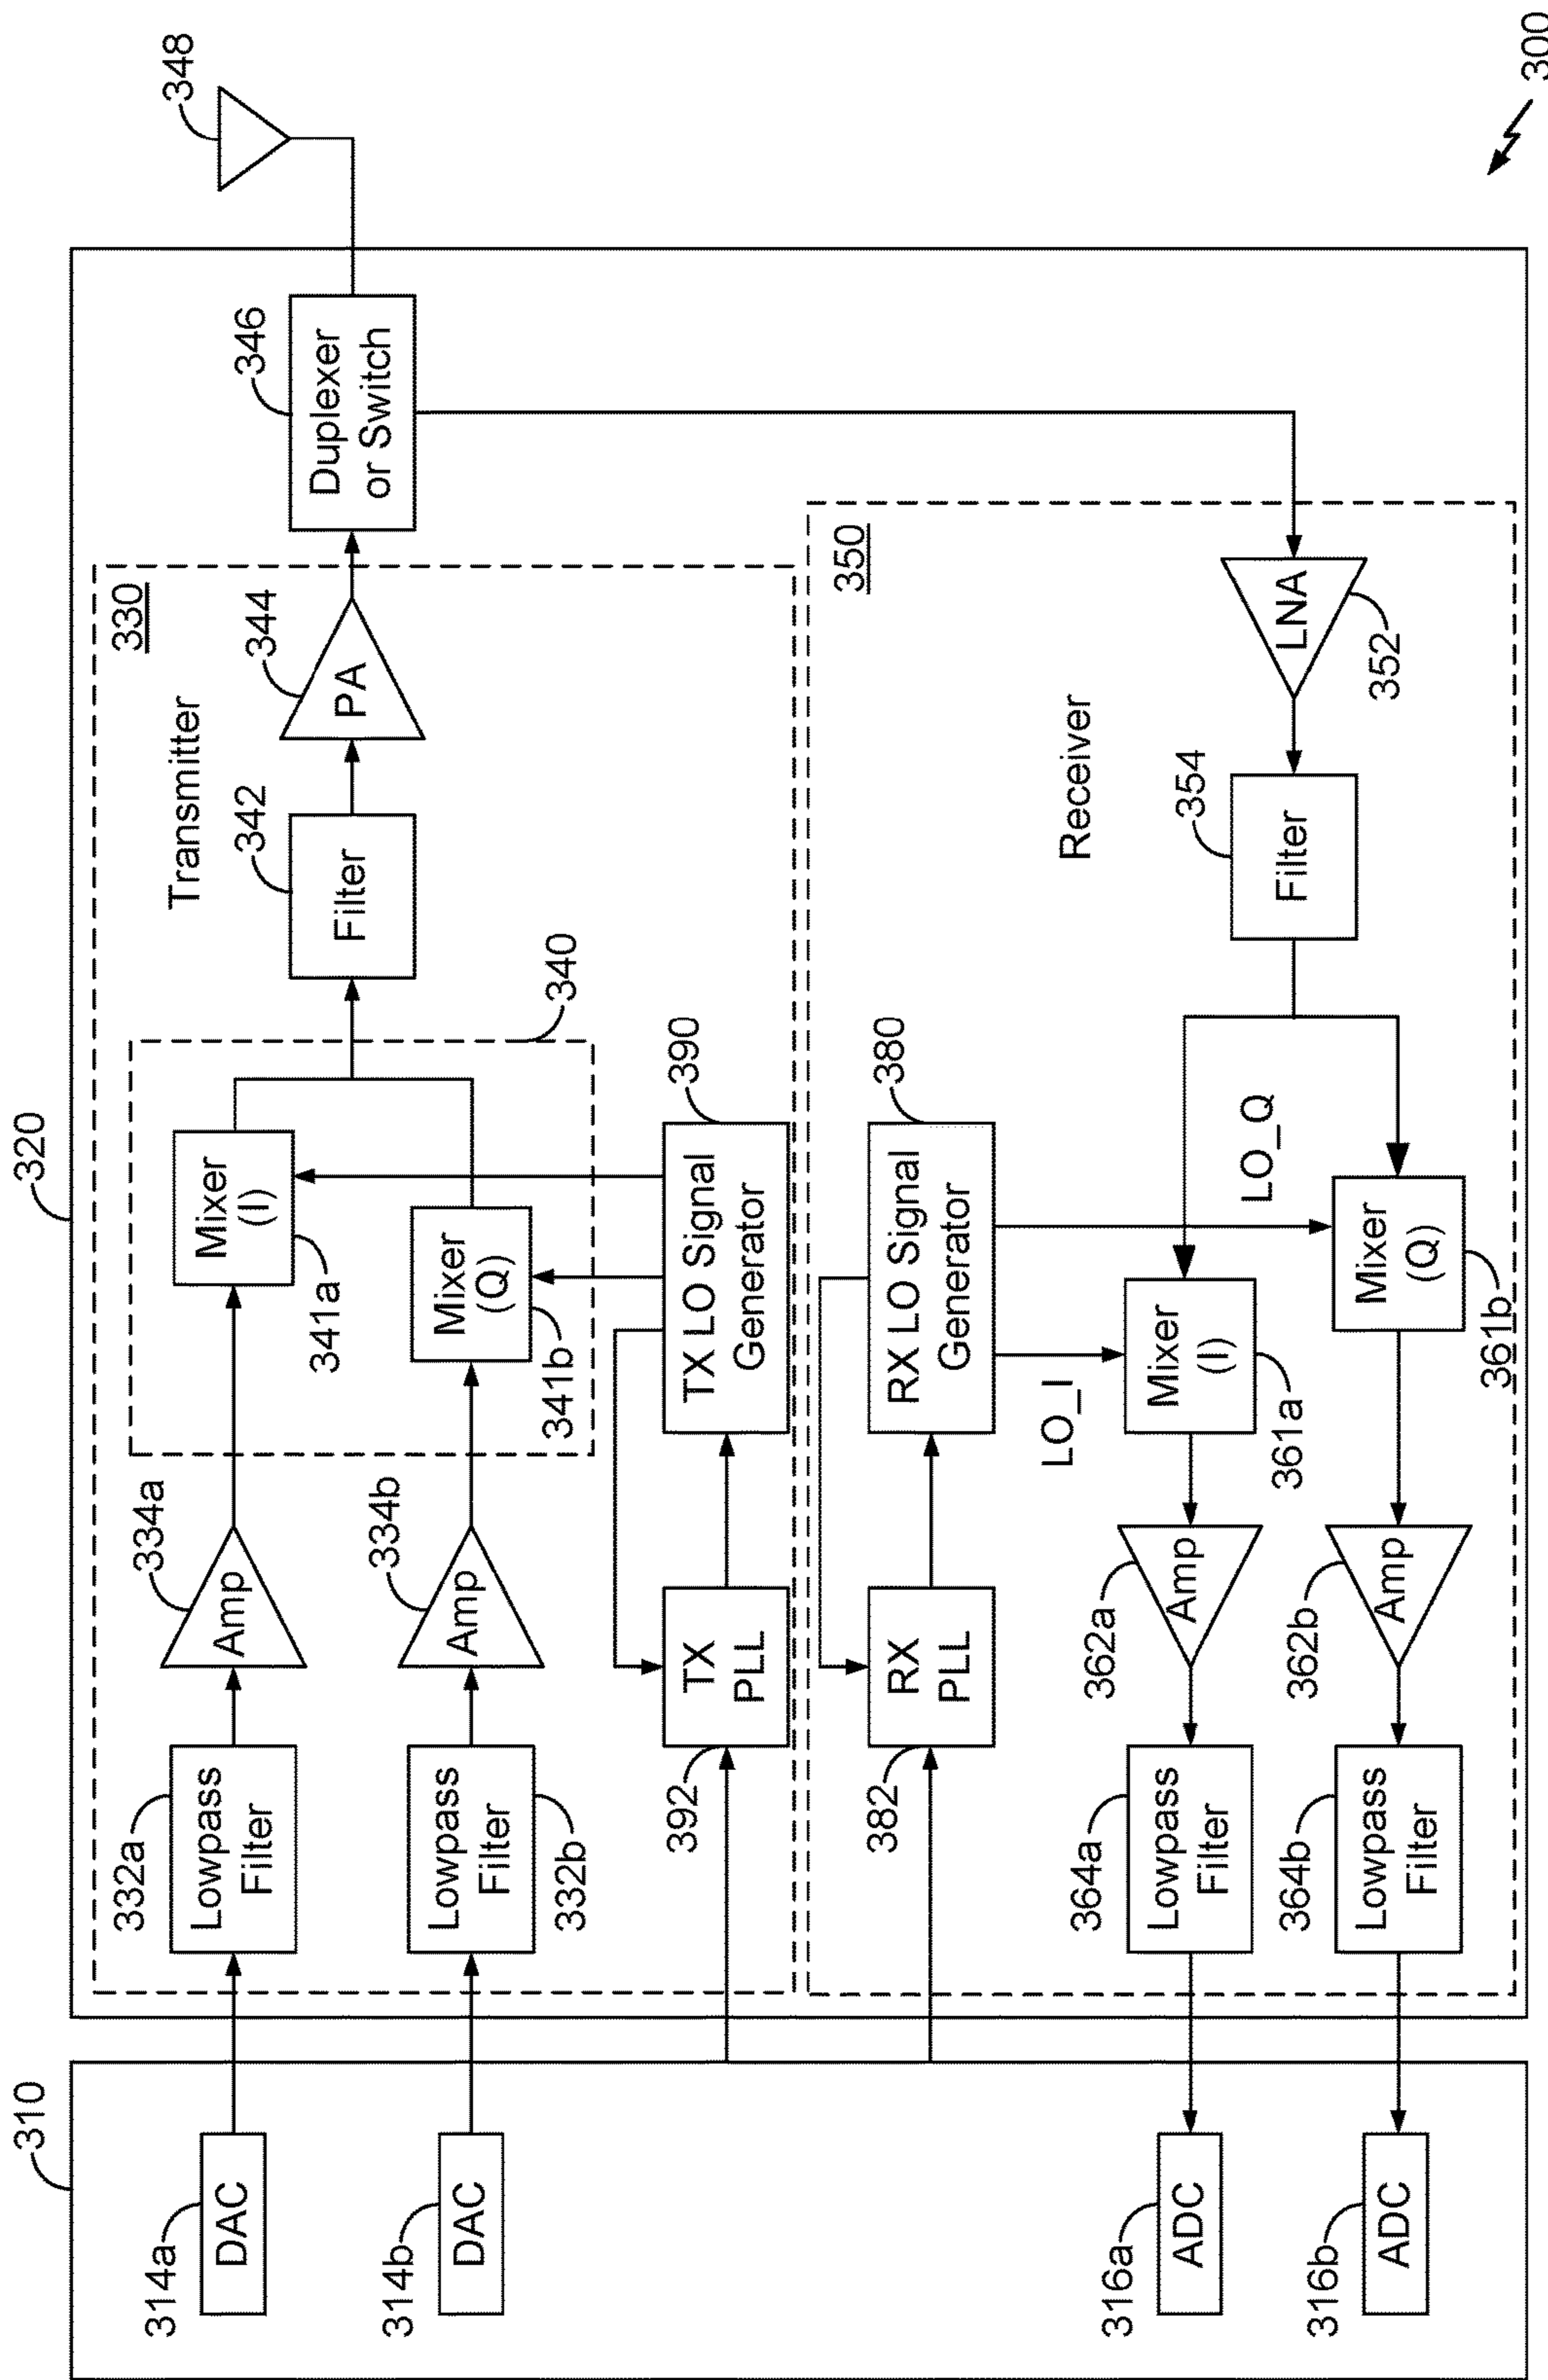 310
320
314a
DAC
332a
Lowpass
Filter
334a
Amp
Mixer
(I)
341a
Transmitter
330
342
Filter
344
PA
346
Duplexer
or Switch
348
314b
DAC
332b
Lowpass
Filter
334b
Amp
Mixer
(Q)
341b
340
392
TX
PLL
TX LO Signal
Generator
390
350
382
RX
PLL
RX LO Signal
Generator
380
LO_I
LO_Q
Receiver
316a
ADC
364a
Lowpass
Filter
362a
Amp
Mixer
(I)
361a
354
Filter
LNA
352
316b
ADC
364b
Lowpass
Filter
362b
Amp
Mixer
(Q)
361b
300